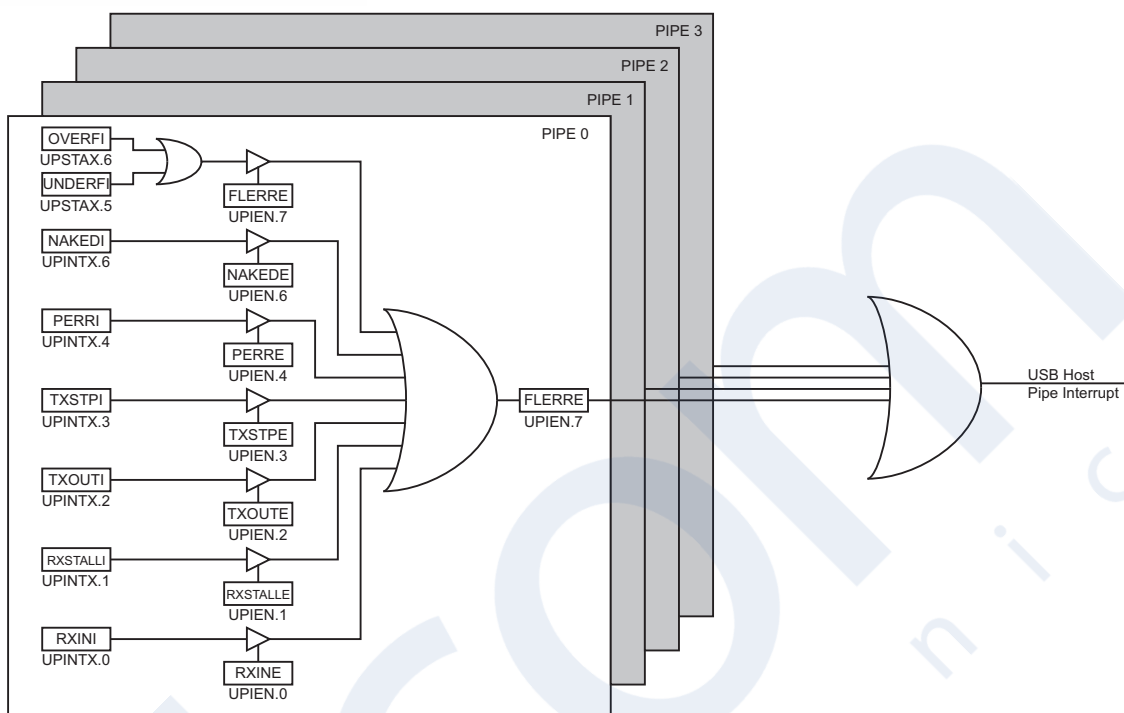 PIPE 3
PIPE 2
PIPE 1
PIPE 0
OVERFI
UPSTAX.6
UNDERFI
UPSTAX.5
FLERRE
UPIEN.7
NAKEDI
UPINTX.6
NAKEDE
UPIEN.6
PERRI
UPINTX.4
PERRE
UPIEN.4
TXSTPI
UPINTX.3
TXSTPE
UPIEN.3
TXOUTI
UPINTX.2
TXOUTE
UPIEN.2
RXSTALLI
UPINTX.1
RXSTALLE
UPIEN.1
RXINI
UPINTX.0
RXINE
UPIEN.0
FLERRE
UPIEN.7
USB Host
Pipe Interrupt